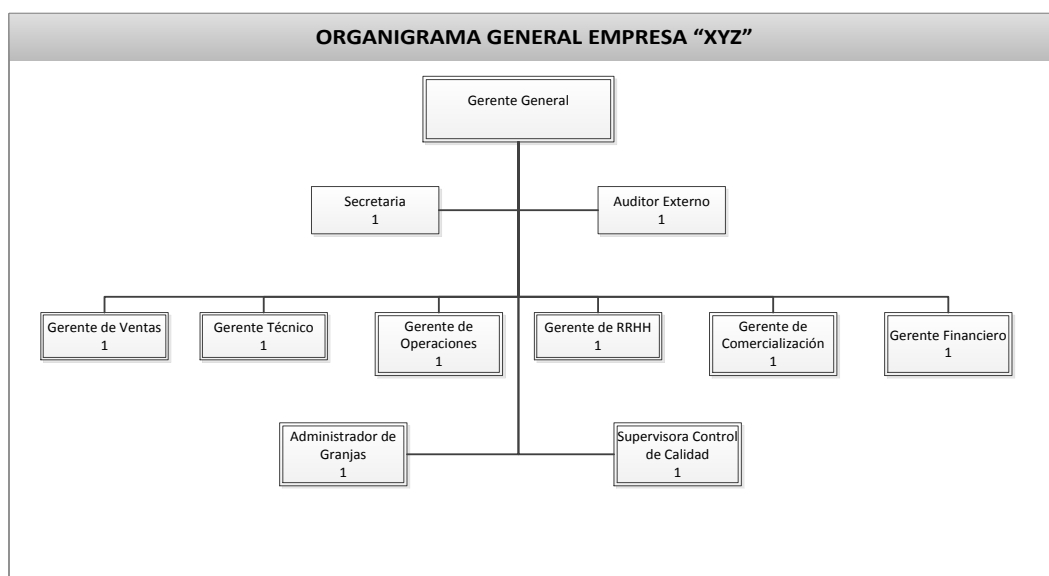 ORGANIGRAMA GENERAL EMPRESA “XYZ”
Gerente General
Secretaria
1
Auditor Externo
1
Gerente de Ventas
1
Gerente Técnico
1
Gerente de
Operaciones
1
Gerente de RRHH
1
Gerente de
Comercialización
1
Gerente Financiero
1
Administrador de
Granjas
1
Supervisora Control
de Calidad
1